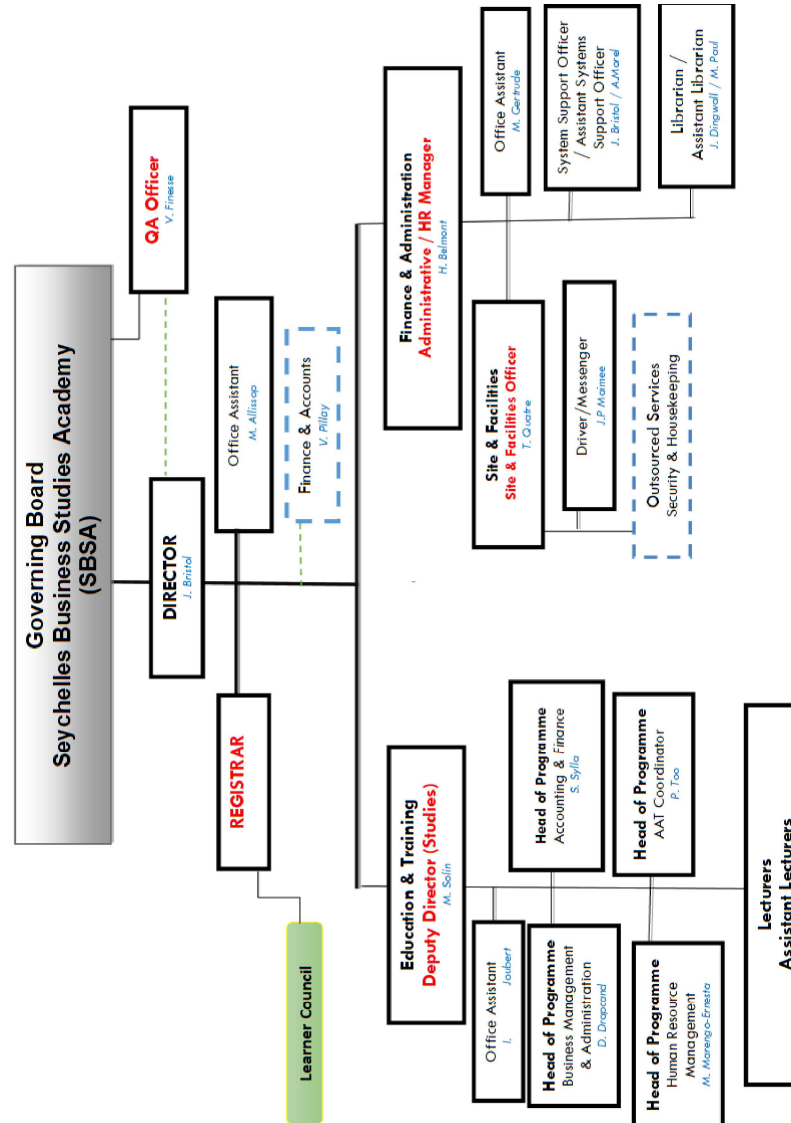 Governing Board
Seychelles Business Studies Academy
(SBSA)
QA Officer
V. Finesse
DIRECTOR
J. Bristol
Office Assistant
M. Allissop
Finance & Accounts
V. Pillay
REGISTRAR
Learner Council
Education & Training
Deputy Director (Studies)
M. Solin
Office Assistant
I. Joubert
Head of Programme
Accounting & Finance
S. Sylla
Head of Programme
Business Management
& Administration
D. Drapcand
Head of Programme
AAT Coordinator
P. Too
Head of Programme
Human Resource
Management
M. Marengo-Ernesta
Lecturers
Assistant Lecturers
Finance & Administration
Administrative / HR Manager
H. Belmont
Office Assistant
M. Gertrude
Site & Facilities
Site & Facilities Officer
T. Quatre
System Support Officer
/ Assistant Systems
Support Officer
J. Bristol / A.Morel
Driver/Messenger
J.P Maimee
Librarian /
Assistant Librarian
J. Dingwall / M. Paul
Outsourced Services
Security & Housekeeping